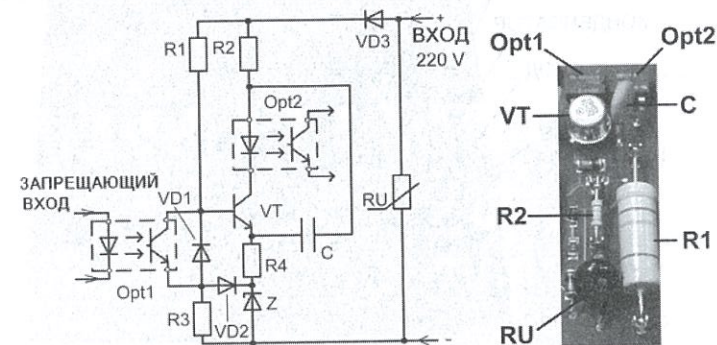 R1
R2
VD3
+
ВХОД
220 V
Opt2
ЗАПРЕЩАЮЩИЙ
ВХОД
VD1
VT
RU
C
R4
Opt1
R3
VD2
Z
-
Opt1
Opt2
VT
C
R2
R1
RU